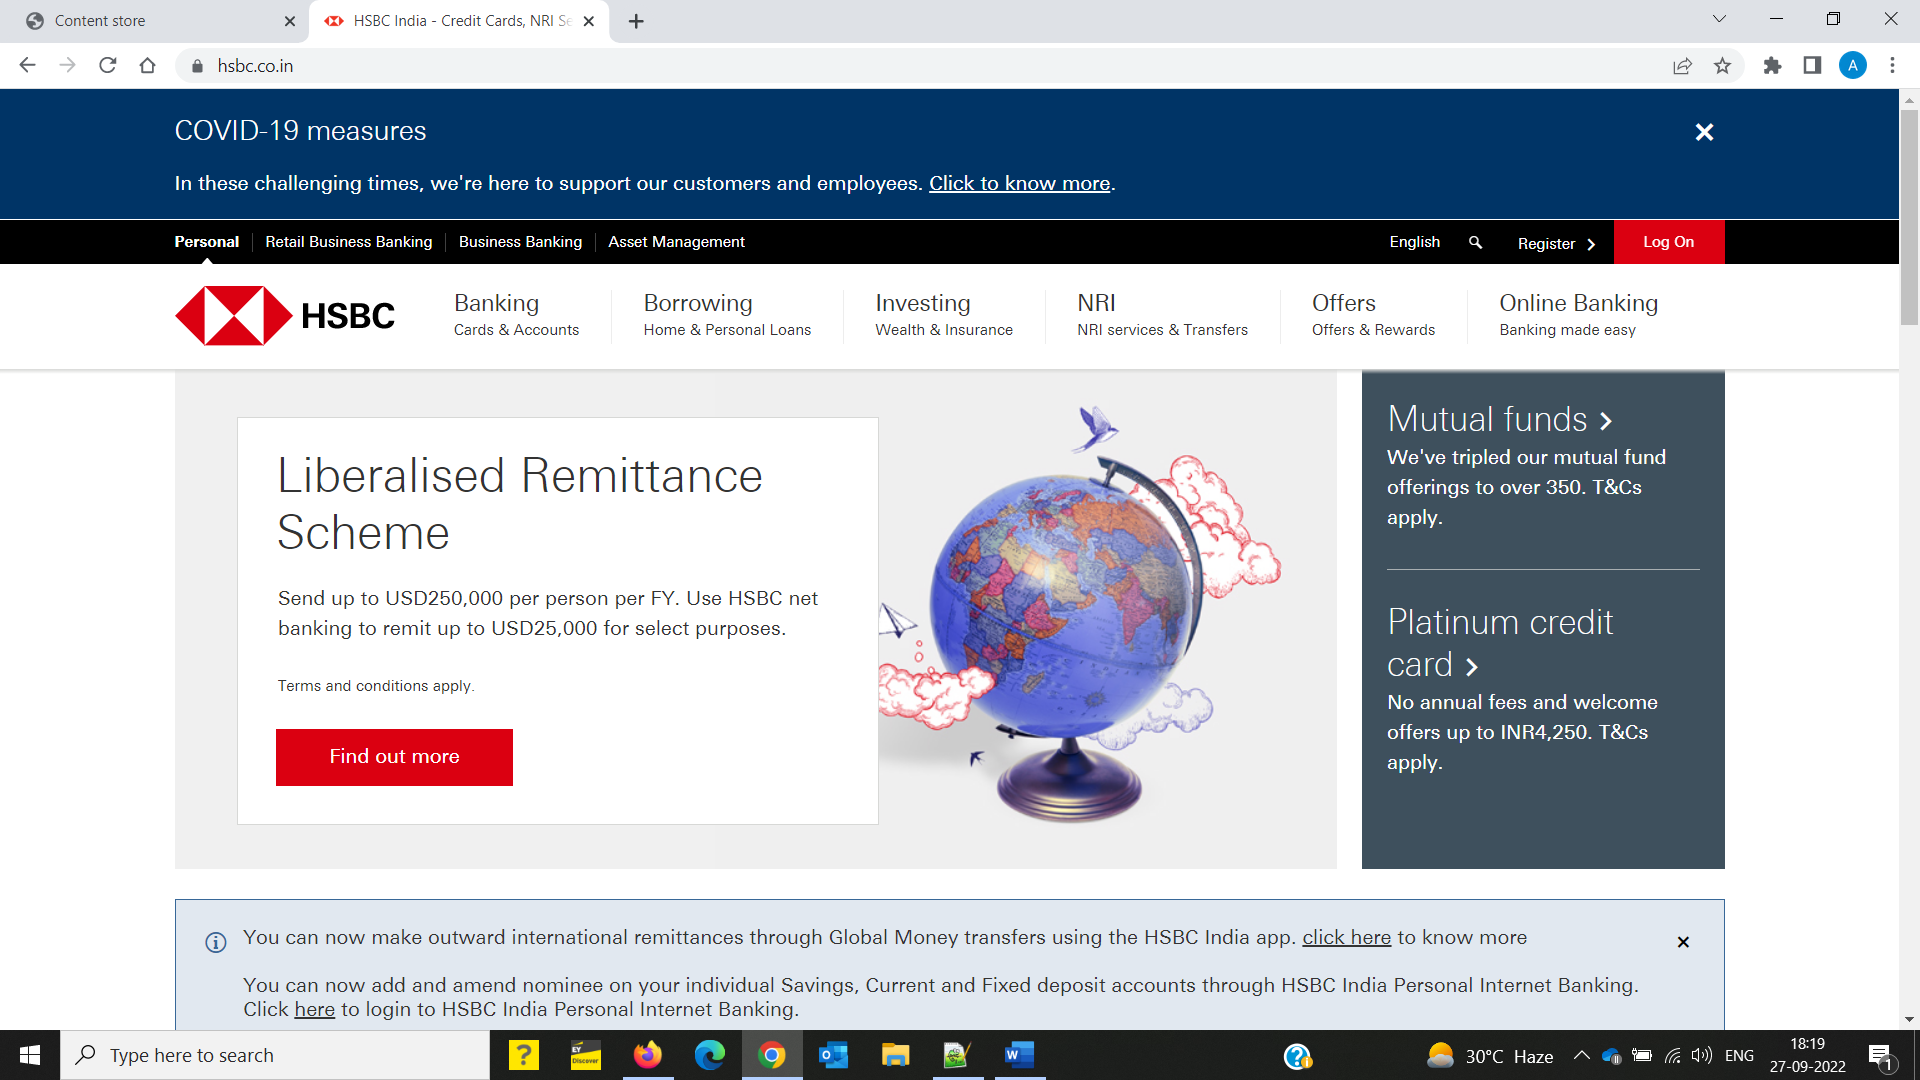 Content store
HSBC India - Credit Cards, NRI Se
hsbc.co.in
A
COVID-19 measures
In these challenging times, we're here to support our customers and employees. Click to know more.
Personal Retail Business Banking Business Banking Asset Management English Register Log On
HSBC
Banking
Cards & Accounts
Borrowing
Home & Personal Loans
Investing
Wealth & Insurance
NRI
NRI services & Transfers
Offers
Offers & Rewards
Online Banking
Banking made easy
Liberalised Remittance
Scheme
Send up to USD250,000 per person per FY. Use HSBC net
banking to remit up to USD25,000 for select purposes.
Terms and conditions apply.
Find out more
Mutual funds
We've tripled our mutual fund
offerings to over 350. T&Cs
apply.
Platinum credit
card
No annual fees and welcome
offers up to INR4,250. T&Cs
apply.
You can now make outward international remittances through Global Money transfers using the HSBC India app. click here to know more
You can now add and amend nominee on your individual Savings, Current and Fixed deposit accounts through HSBC India Personal Internet Banking.
Click here to login to HSBC India Personal Internet Banking.
Type here to search
EY
Discover
30°C Haze
ENG
18:19
27-09-2022
1